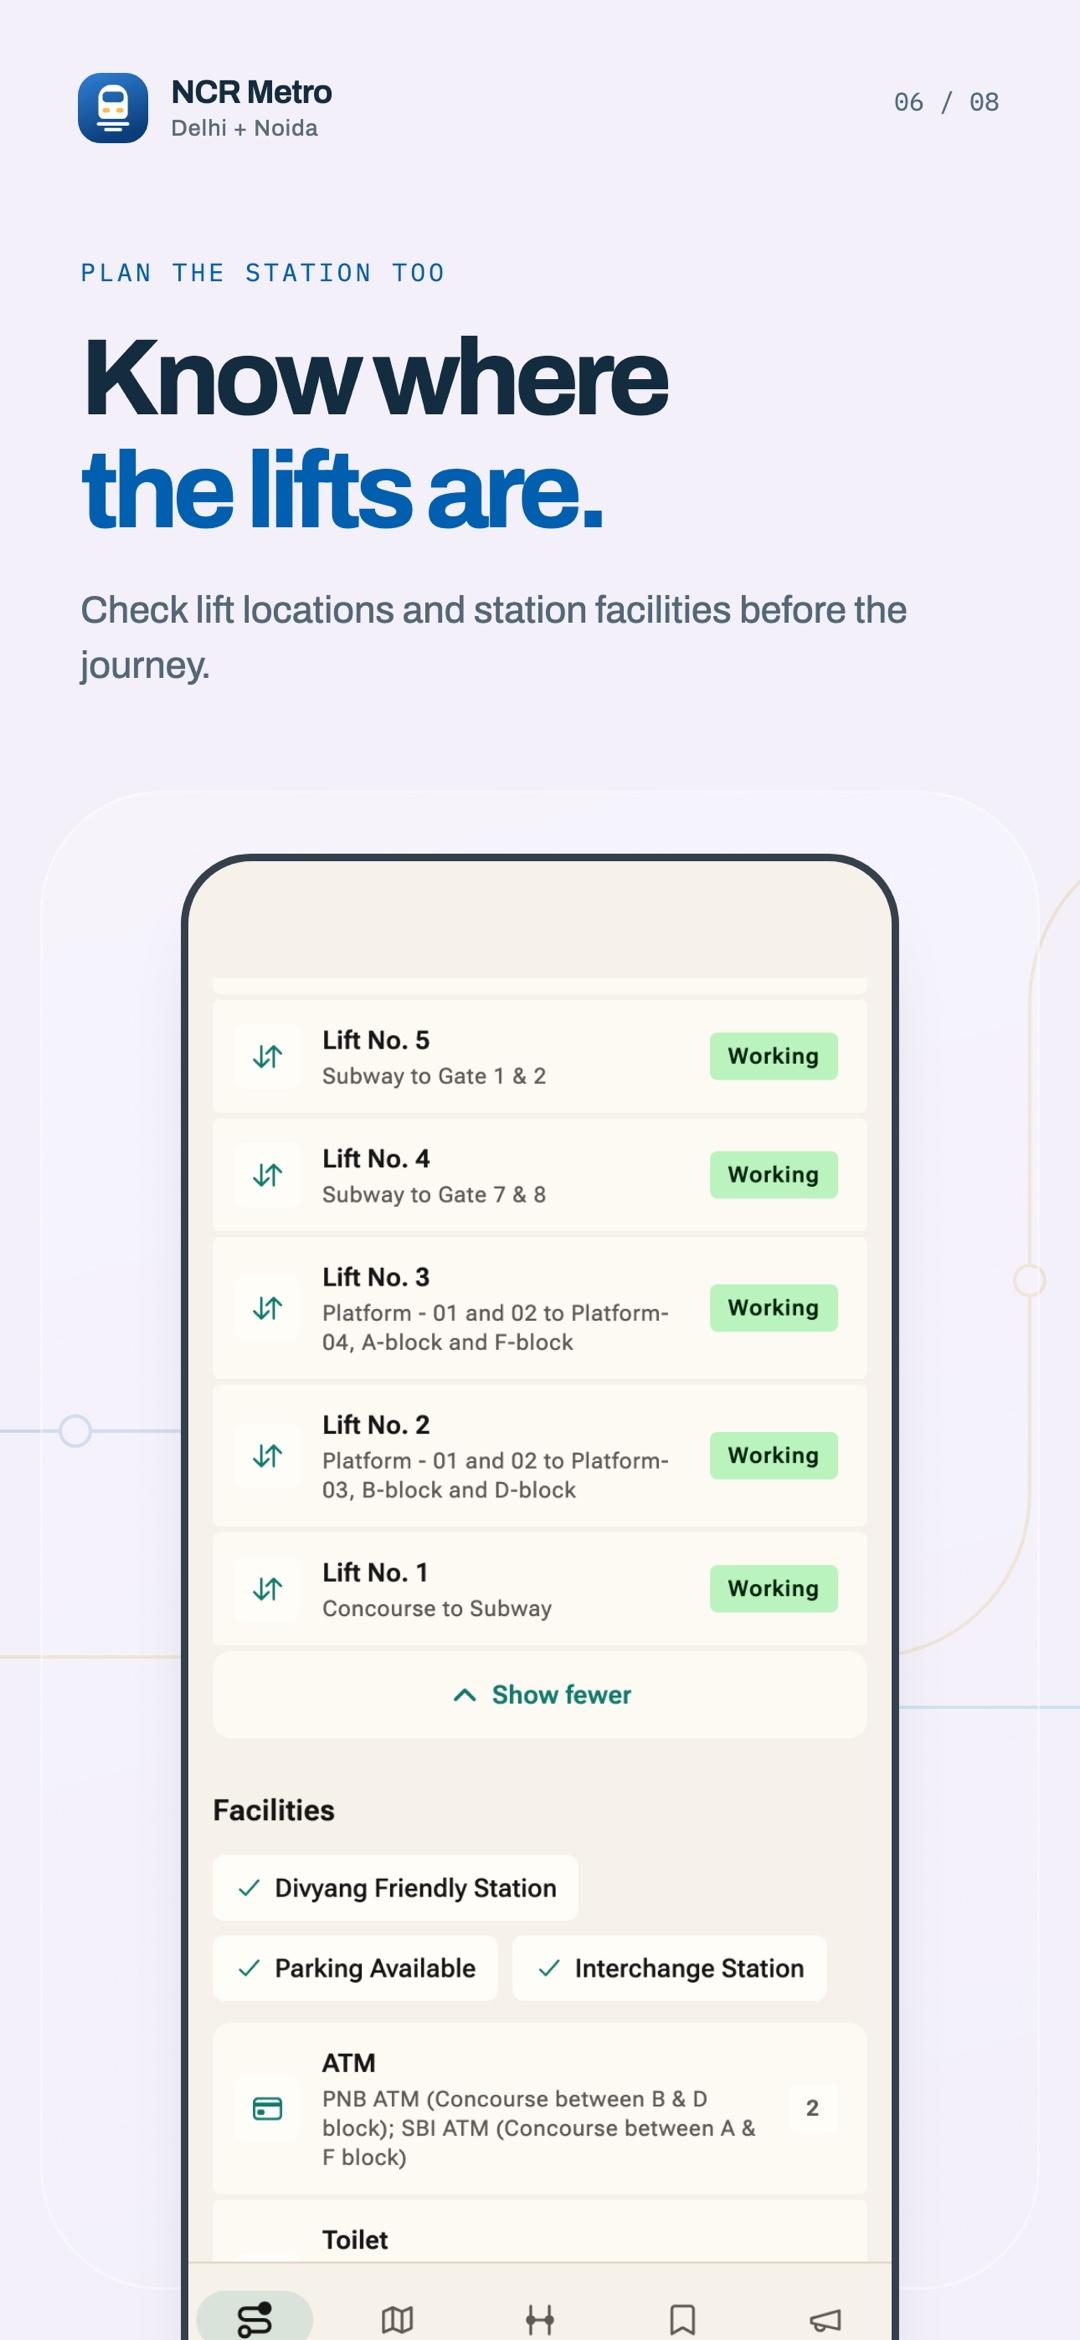 NCR Metro
Delhi + Noida
06 / 08
PLAN THE STATION TOO
Know where
the lifts are.
Check lift locations and station facilities before the
journey.
Lift No. 5
Subway to Gate 1 & 2
Working
Lift No. 4
Subway to Gate 7 & 8
Working
Lift No. 3
Platform - 01 and 02 to Platform-
04, A-block and F-block
Working
Lift No. 2
Platform - 01 and 02 to Platform-
03, B-block and D-block
Working
Lift No. 1
Concourse to Subway
Working
Show fewer
Facilities
Divyang Friendly Station
Parking Available
Interchange Station
ATM
PNB ATM (Concourse between B & D
block); SBI ATM (Concourse between A &
F block)
2
Toilet